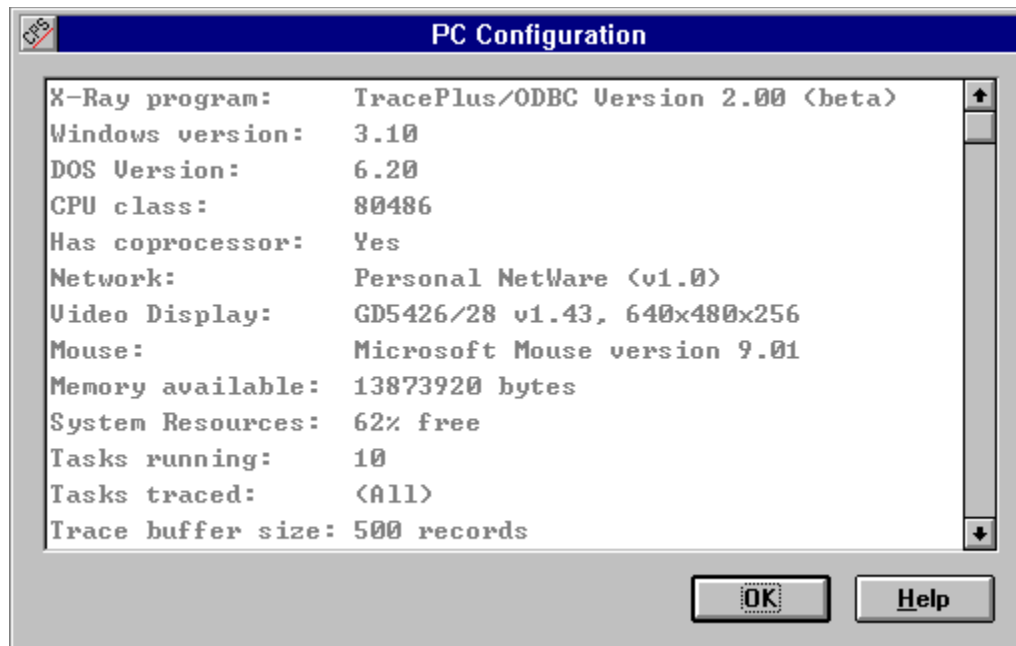 CPS
PC Configuration
X-Ray program: TracePlus/ODBC Version 2.00 (beta)
Windows version: 3.10
DOS Version: 6.20
CPU class: 80486
Has coprocessor: Yes
Network: Personal NetWare (v1.0)
Video Display: GD5426/28 v1.43, 640x480x256
Mouse: Microsoft Mouse version 9.01
Memory available: 13873920 bytes
System Resources: 62% free
Tasks running: 10
Tasks traced: (All)
Trace buffer size: 500 records
OK Help